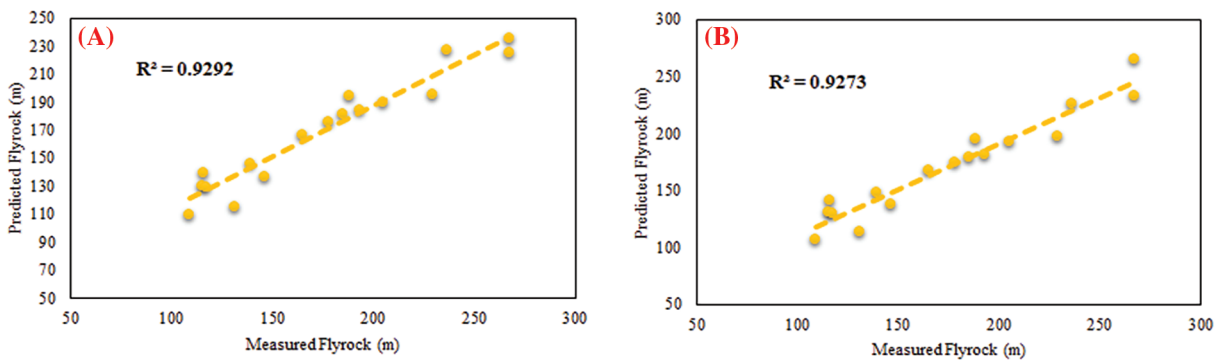 (A)
R² = 0.9292
Predicted Flyrock (m)
250
230
210
190
170
150
130
110
90
70
50
50 100 150 200 250 300
Measured Flyrock (m)
(B)
R² = 0.9273
Predicted Flyrock (m)
300
250
200
150
100
50
50 100 150 200 250 300
Measured Flyrock (m)